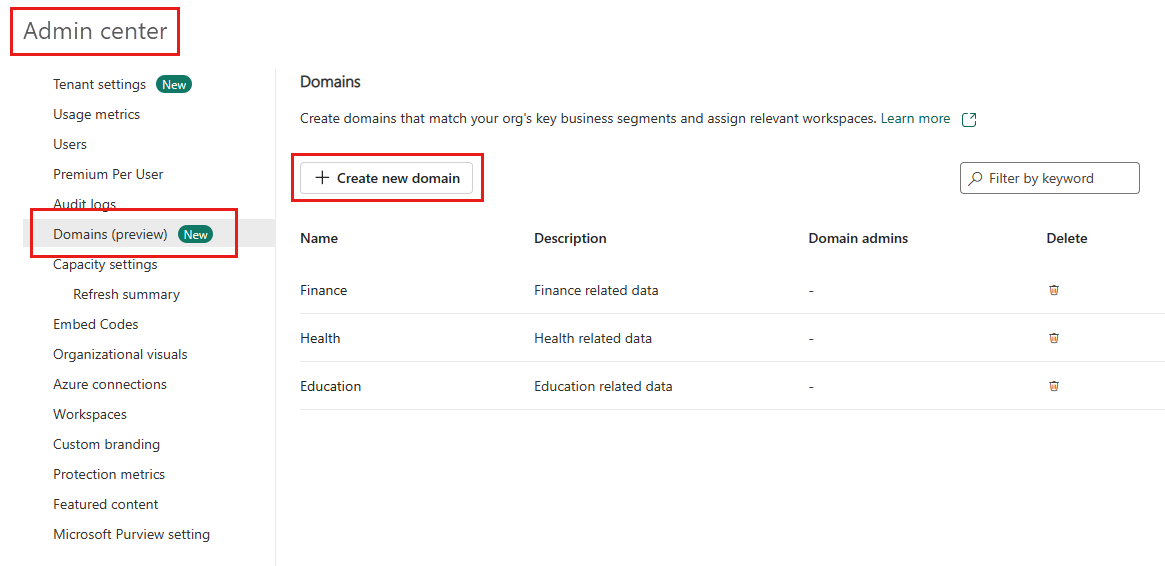 Admin center
Tenant settings New
Usage metrics
Users
Premium Per User
Audit logs
Domains (preview) New
Capacity settings
Refresh summary
Embed Codes
Organizational visuals
Azure connections
Workspaces
Custom branding
Protection metrics
Featured content
Microsoft Purview setting
Domains
Create domains that match your org's key business segments and assign relevant workspaces. Learn more
Create new domain
Filter by keyword
Name Description Domain admins Delete
Finance Finance related data -
Health Health related data -
Education Education related data -